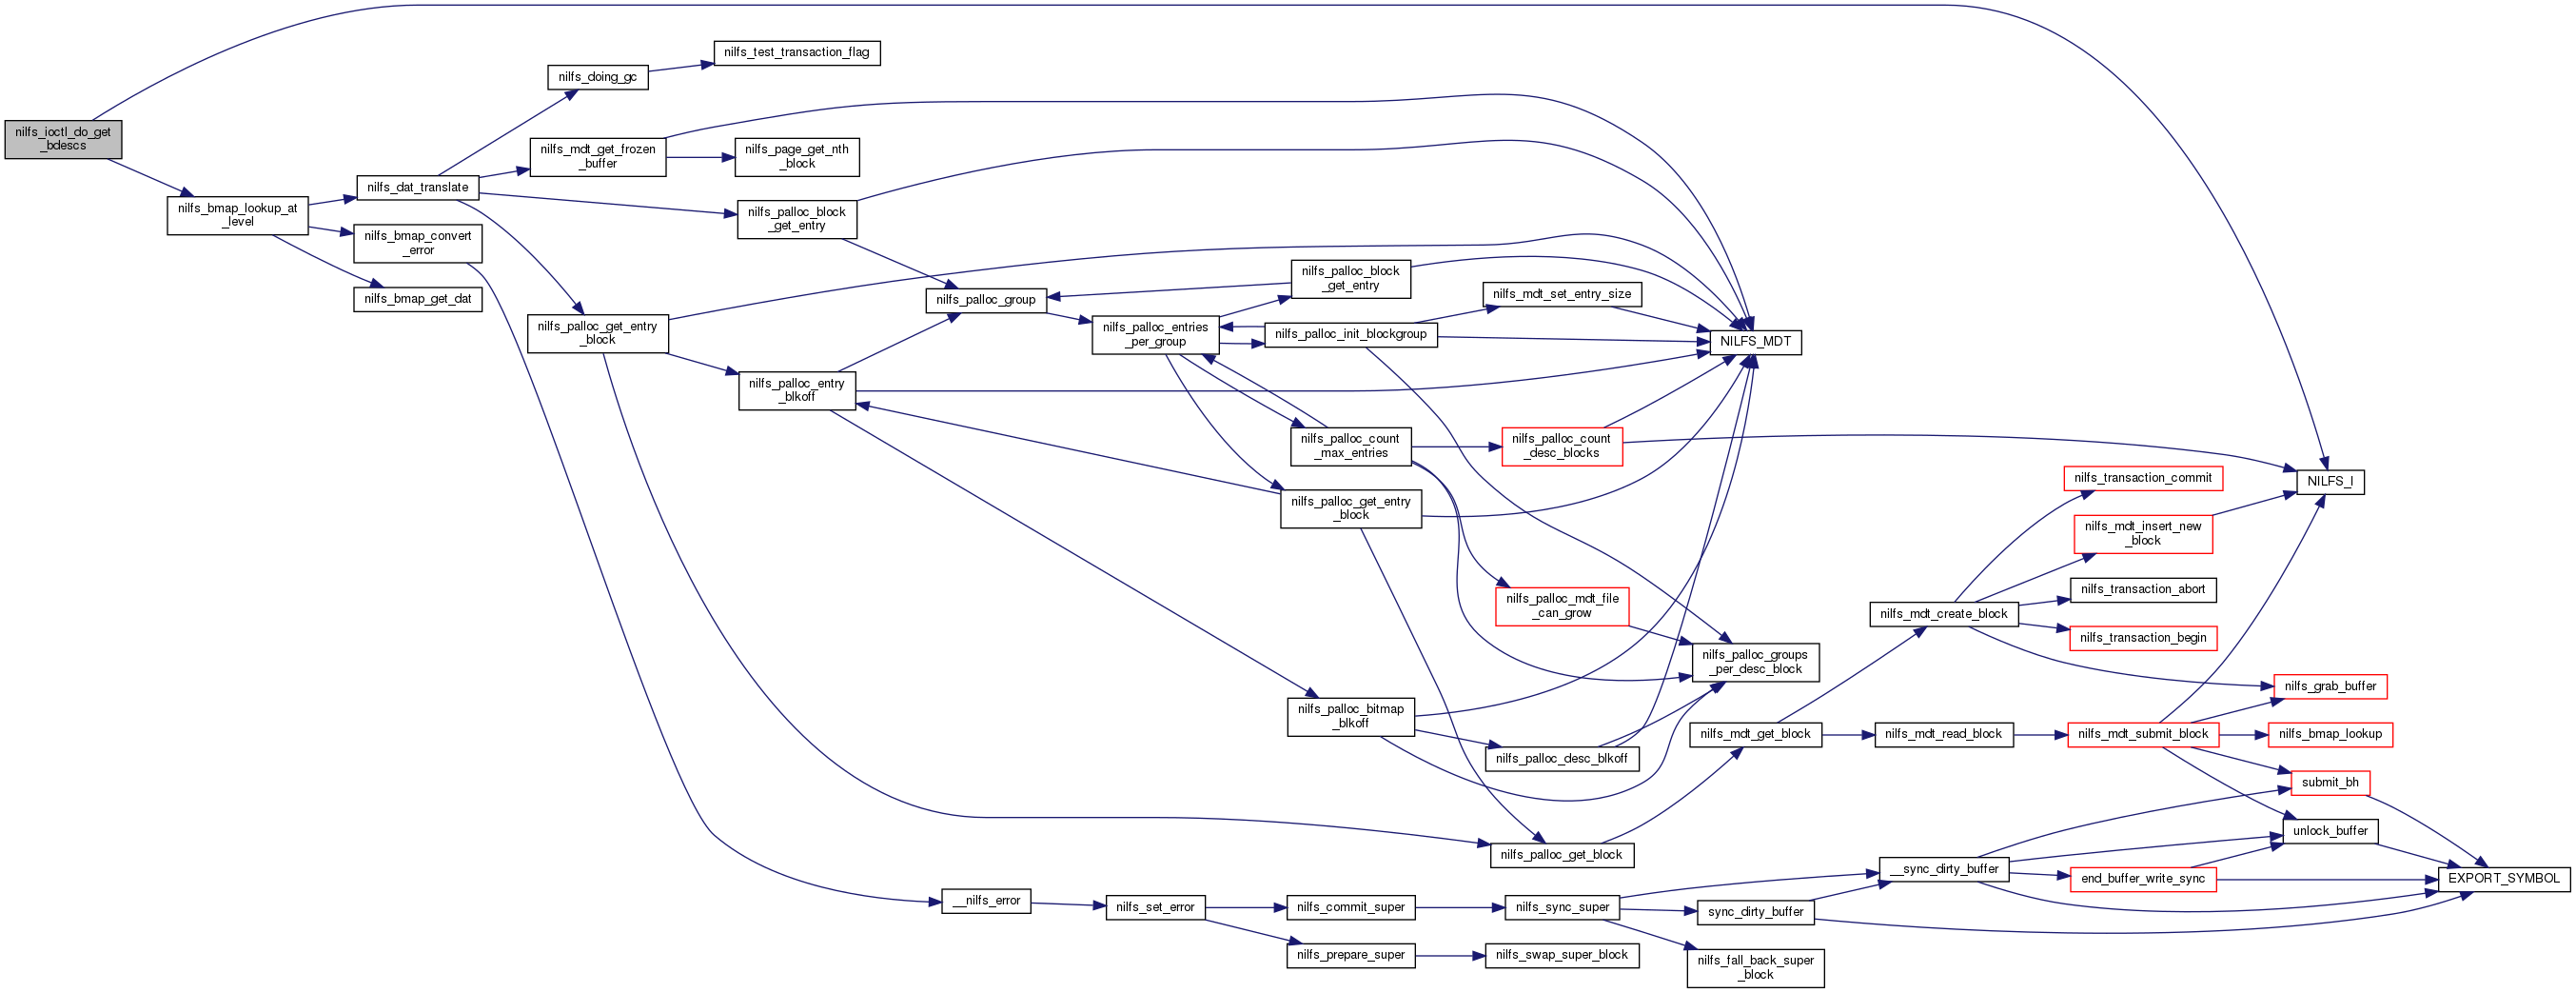 nilfs_ioctl_do_get
_bdescs
nilfs_bmap_lookup_at
_level
nilfs_dat_translate
nilfs_bmap_convert
_error
nilfs_bmap_get_dat
nilfs_doing_gc
nilfs_test_transaction_flag
nilfs_mdt_get_frozen
_buffer
nilfs_page_get_nth
_block
nilfs_palloc_block
_get_entry
nilfs_palloc_get_entry
_block
nilfs_palloc_entry
_blkoff
nilfs_palloc_group
nilfs_palloc_entries
_per_group
nilfs_palloc_block
_get_entry
nilfs_palloc_init_blockgroup
nilfs_palloc_count
_max_entries
nilfs_palloc_get_entry
_block
nilfs_mdt_set_entry_size
NILFS_MDT
nilfs_palloc_count
_desc_blocks
nilfs_palloc_mdt_file
_can_grow
nilfs_palloc_groups
_per_desc_block
nilfs_palloc_bitmap
_blkoff
nilfs_palloc_desc_blkoff
nilfs_palloc_get_block
nilfs_mdt_get_block
nilfs_mdt_create_block
nilfs_mdt_read_block
nilfs_transaction_commit
nilfs_mdt_insert_new
_block
nilfs_transaction_abort
nilfs_transaction_begin
nilfs_mdt_submit_block
NILFS_I
nilfs_grab_buffer
nilfs_bmap_lookup
submit_bh
unlock_buffer
EXPORT_SYMBOL
__nilfs_error
nilfs_set_error
nilfs_commit_super
nilfs_prepare_super
nilfs_sync_super
nilfs_swap_super_block
sync_dirty_buffer
nilfs_fall_back_super
_block
__sync_dirty_buffer
end_buffer_write_sync